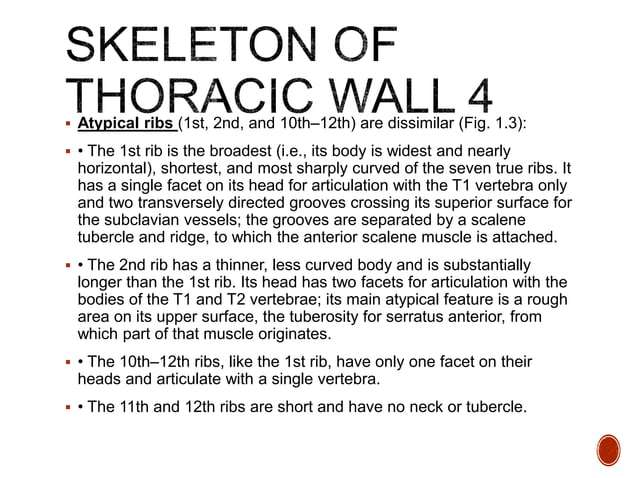 SKELETON OF
THORACIC WALL 4
▪ Atypical ribs (1st, 2nd, and 10th–12th) are dissimilar (Fig. 1.3):
▪ • The 1st rib is the broadest (i.e., its body is widest and nearly
horizontal), shortest, and most sharply curved of the seven true ribs. It
has a single facet on its head for articulation with the T1 vertebra only
and two transversely directed grooves crossing its superior surface for
the subclavian vessels; the grooves are separated by a scalene
tubercle and ridge, to which the anterior scalene muscle is attached.
▪ • The 2nd rib has a thinner, less curved body and is substantially
longer than the 1st rib. Its head has two facets for articulation with the
bodies of the T1 and T2 vertebrae; its main atypical feature is a rough
area on its upper surface, the tuberosity for serratus anterior, from
which part of that muscle originates.
▪ • The 10th–12th ribs, like the 1st rib, have only one facet on their
heads and articulate with a single vertebra.
▪ • The 11th and 12th ribs are short and have no neck or tubercle.